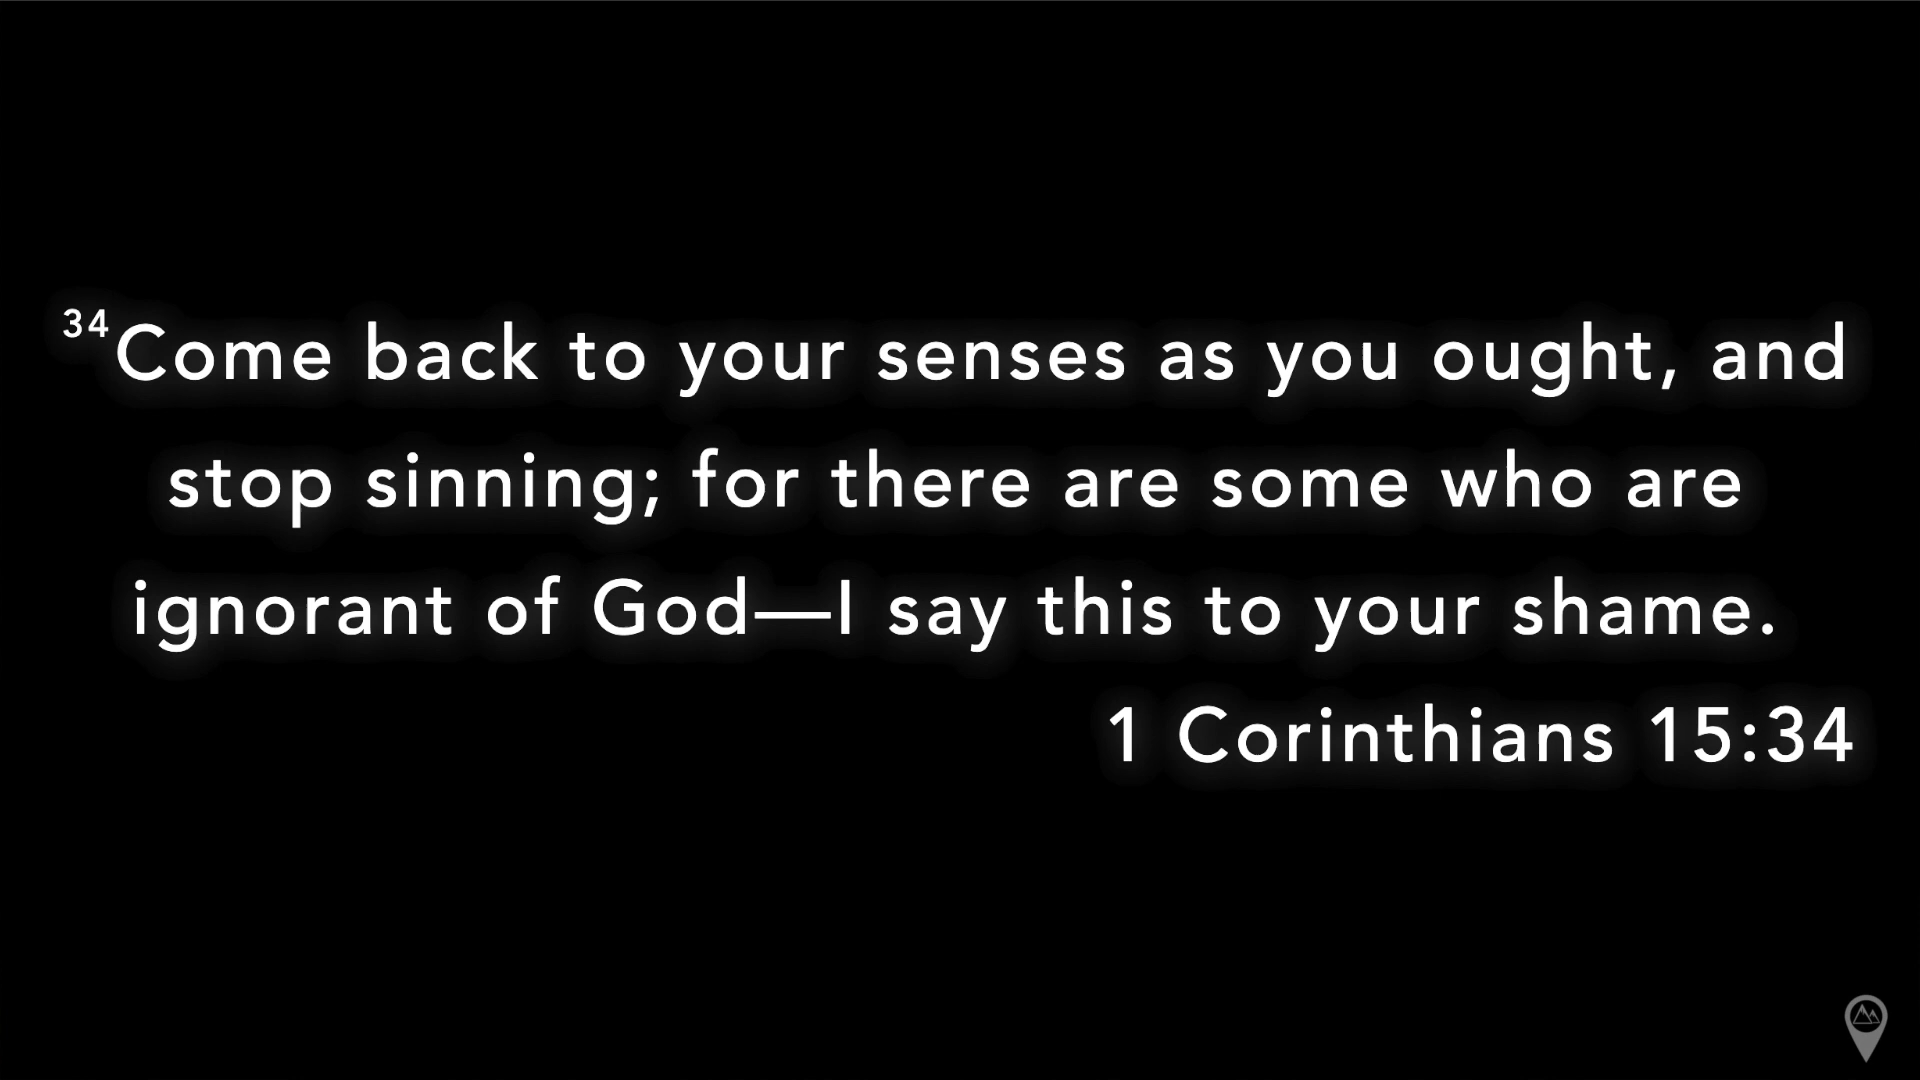 34Come back to your senses as you ought, and
stop sinning; for there are some who are
ignorant of God—I say this to your shame.
1 Corinthians 15:34